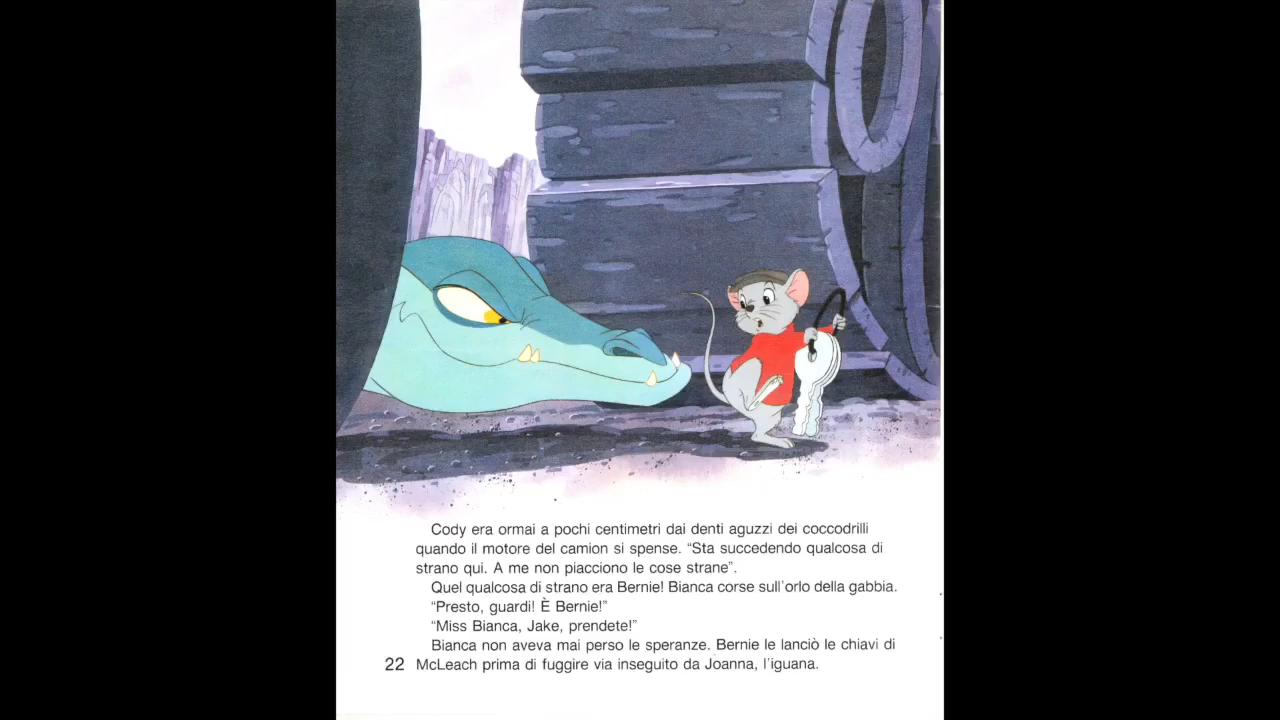 Cody era ormai a pochi centimetri dai denti aguzzi dei coccodrilli
quando il motore del camion si spense. “Sta succedendo qualcosa di
strano qui. A me non piacciono le cose strane”.
Quel qualcosa di strano era Bernie! Bianca corse sull'orlo della gabbia.
“Presto, guardi! È Bernie!”
“Miss Bianca, Jake, prendete!”
Bianca non aveva mai perso le speranze. Bernie le lanciò le chiavi di
22 McLeach prima di fuggire via inseguito da Joanna, l'iguana.